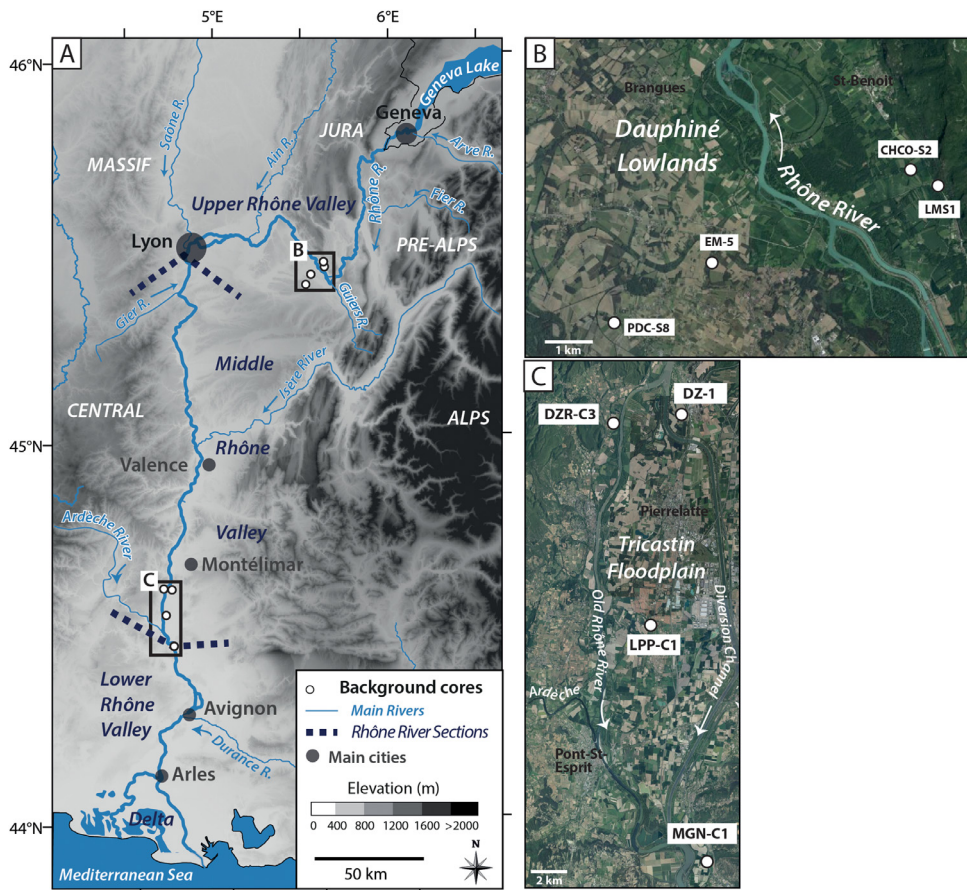 5°E
6°E
A
46°N
45°N
44°N
Geneva Lake
Geneva
JURA
Saône R.
Ain R.
Arve R.
MASSIF
Rhône R.
Fier R.
Upper Rhône Valley
PRE-ALPS
Lyon
B
Gier R.
Guiers R.
Middle
Isère River
CENTRAL
ALPS
Rhône
Valence
Ardèche River
Valley
Montélimar
C
Lower
Rhône
Valley
Avignon
Durance R.
Arles
Delta
Mediterranean Sea
Background cores
Main Rivers
Rhône River Sections
Main cities
Elevation (m)
0 400 800 1200 1600 >2000
N
50 km
B
Brangues
St-Benoit
Dauphiné
Lowlands
CHCO-S2
LMS1
Rhône River
EM-5
PDC-S8
1 km
C
DZ-1
DZR-C3
Pierrelatte
Tricastin
Floodplain
Old Rhône River
Diversion Channel
LPP-C1
Ardèche
Pont-St-
Esprit
MGN-C1
2 km